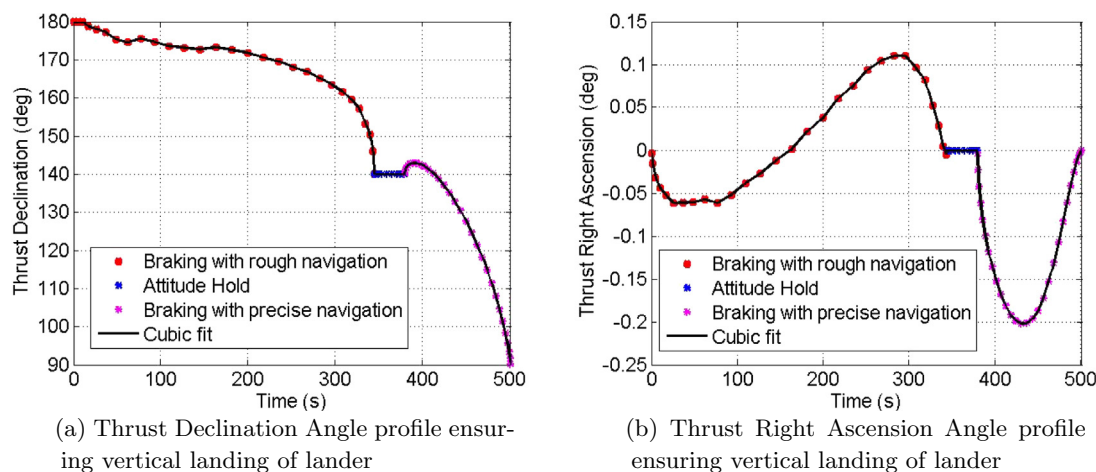 180
170
160
150
140
130
120
110
100
90
0
100
200
300
400
500
Thrust Declination (deg)
Time (s)
Braking with rough navigation
Attitude Hold
Braking with precise navigation
Cubic fit
(a) Thrust Declination Angle profile ensur-
ing vertical landing of lander
0.15
0.1
0.05
0
-0.05
-0.1
-0.15
-0.2
-0.25
0
100
200
300
400
500
Thrust Right Ascension (deg)
Time (s)
Braking with rough navigation
Attitude Hold
Braking with precise navigation
Cubic fit
(b) Thrust Right Ascension Angle profile
ensuring vertical landing of lander